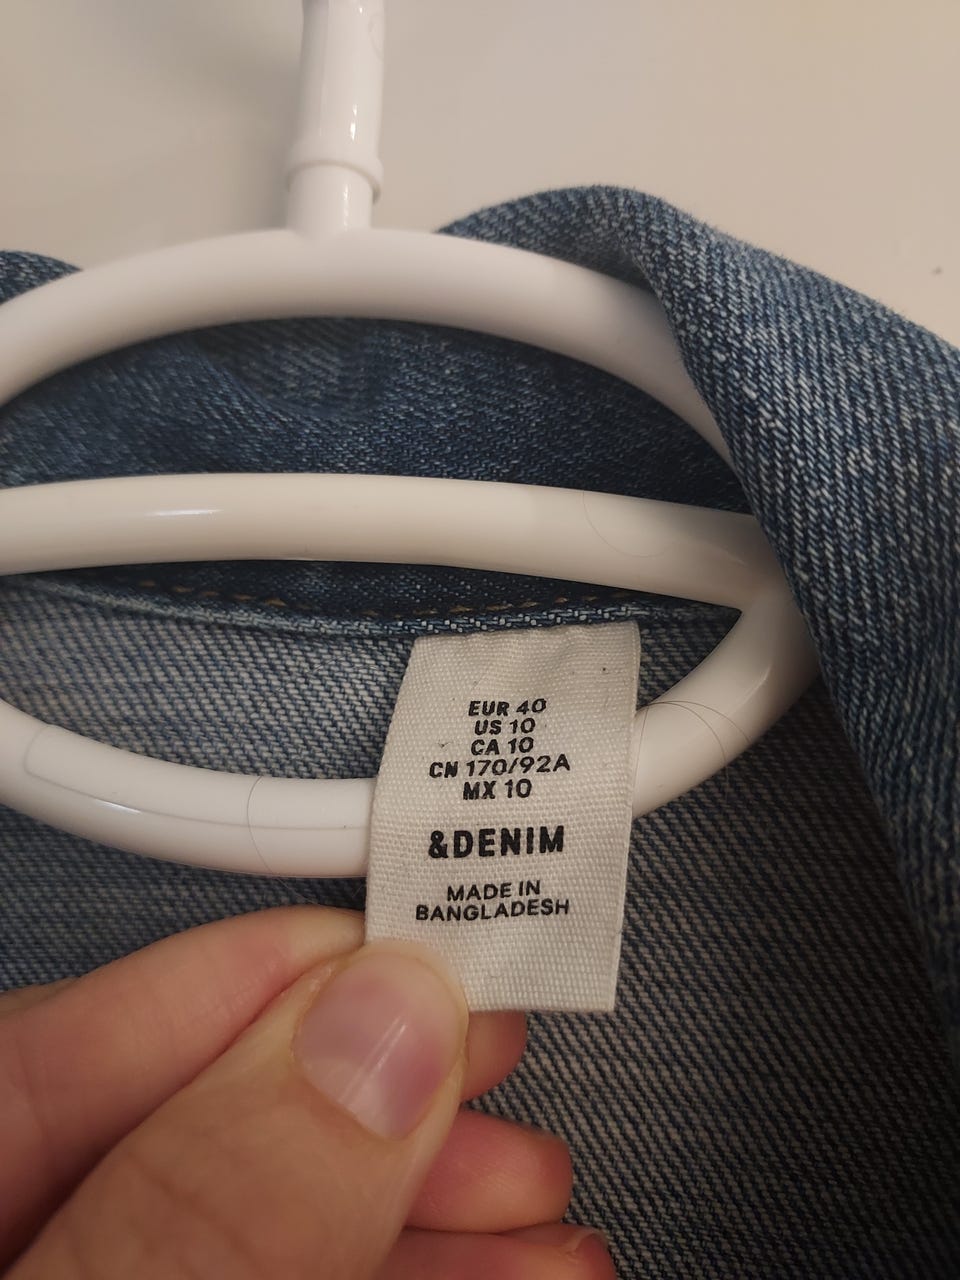 EUR 40
US 10
CA 10
CN 170/92A
MX 10
&DENIM
MADE IN
BANGLADESH